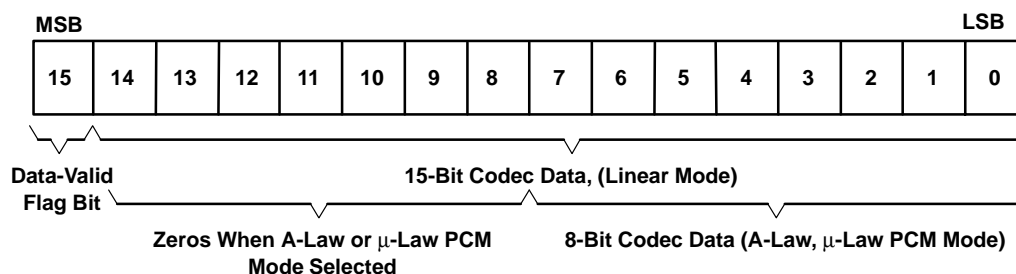 MSB LSB
15 14 13 12 11 10 9 8 7 6 5 4 3 2 1 0
Data-Valid
Flag Bit
15-Bit Codec Data, (Linear Mode)
Zeros When A-Law or μ-Law PCM
Mode Selected
8-Bit Codec Data (A-Law, μ-Law PCM Mode)